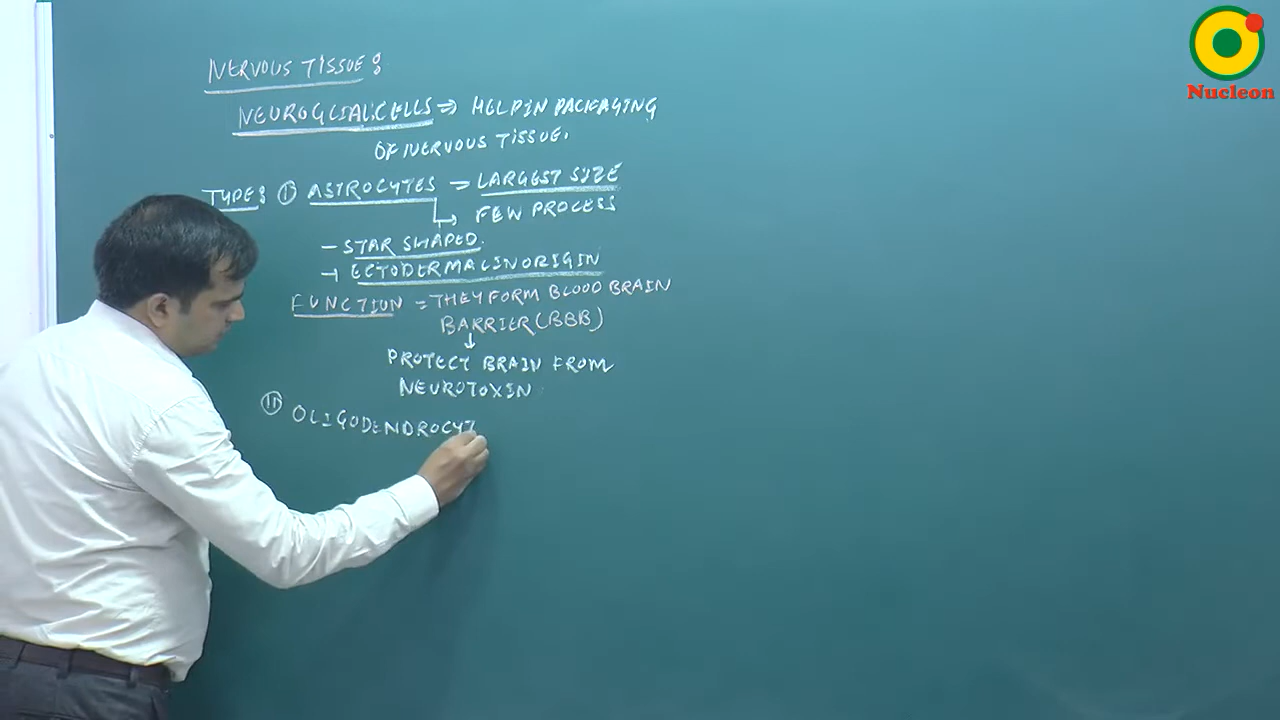 NERVOUS TISSUE :
NEUROGLIAL CELLS ⇒ HELP IN PACKAGING
OF NERVOUS TISSUE.
TYPE : (i) ASTROCYTES = LARGEST SIZE
→ FEW PROCESS
- STAR SHAPED.
→ ECTODERMAL IN ORIGIN
FUNCTION = THEY FORM BLOOD BRAIN
BARRIER (BBB)
↓
PROTECT BRAIN FROM
NEUROTOXIN
(ii) OLIGODENDROCYT
Nucleon